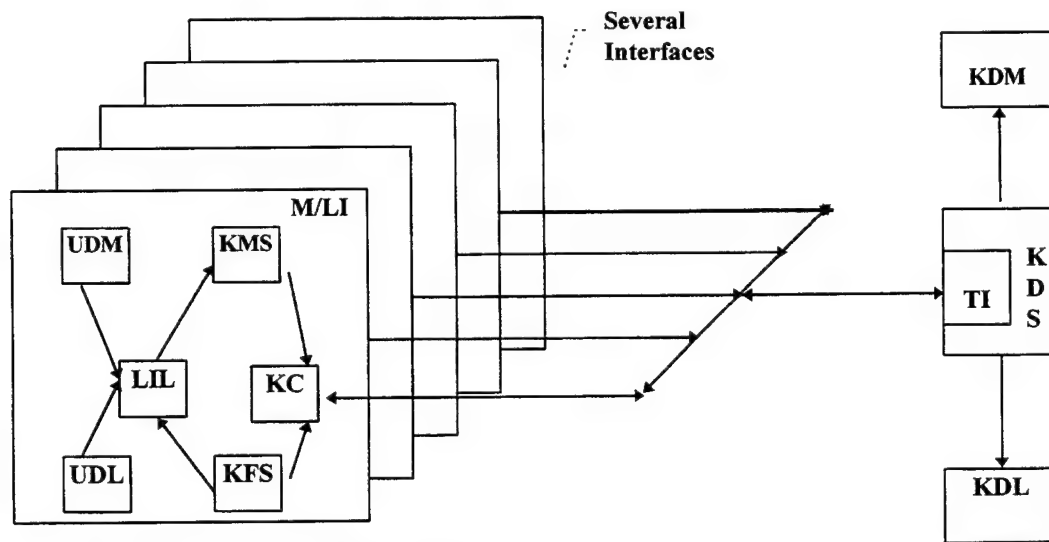 Several
Interfaces
KDM
M/LI
UDM
KMS
K
D
S
TI
LIL
KC
UDL
KFS
KDL